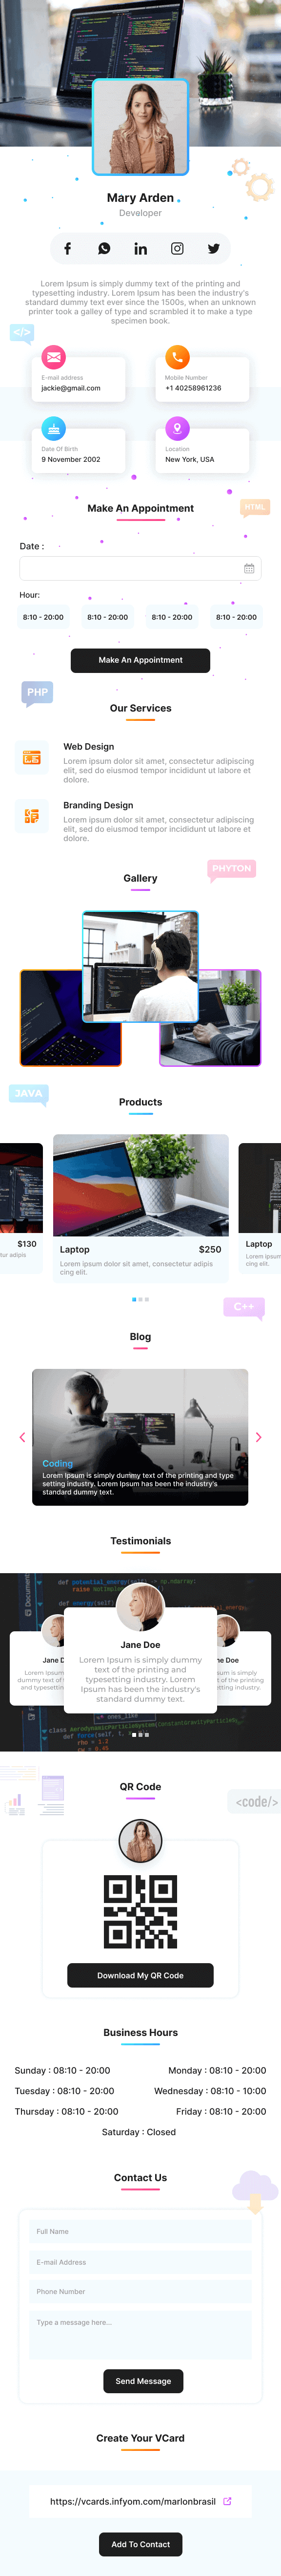 Mary Arden
Developer
Lorem Ipsum is simply dummy text of the printing and
typesetting industry. Lorem Ipsum has been the industry's
standard dummy text ever since the 1500s, when an unknown
printer took a galley of type and scrambled it to make a type
specimen book.
</>
E-mail address
jackie@gmail.com
Mobile Number
+1 40258961236
Date Of Birth
9 November 2002
Location
New York, USA
Make An Appointment
HTML
Date :
Hour:
8:10 - 20:00 8:10 - 20:00 8:10 - 20:00 8:10 - 20:00
Make An Appointment
PHP
Our Services
Web Design
Lorem ipsum dolor sit amet, consectetur adipiscing
elit, sed do eiusmod tempor incididunt ut labore et
dolore.
Branding Design
Lorem ipsum dolor sit amet, consectetur adipiscing
elit, sed do eiusmod tempor incididunt ut labore et
dolore.
Gallery
PHYTON
JAVA
Products
$130
tur adipis
Laptop $250
Lorem ipsum dolor sit amet, consectetur adipis
cing elit.
Laptop
Lorem ipsum
cing elit.
C++
Blog
Coding
Lorem Ipsum is simply dummy text of the printing and type
setting industry. Lorem Ipsum has been the industry's
standard dummy text.
Testimonials
Jane D
Lorem Ipsum
dummy text of
and typesettin
Jane Doe
Lorem Ipsum is simply dummy
text of the printing and
typesetting industry. Lorem
Ipsum has been the industry's
standard dummy text.
ne Doe
um is simply
t of the printing
tting industry.
QR Code
<code/>
Download My QR Code
Business Hours
Sunday : 08:10 - 20:00 Monday : 08:10 - 20:00
Tuesday : 08:10 - 20:00 Wednesday : 08:10 - 10:00
Thursday : 08:10 - 20:00 Friday : 08:10 - 20:00
Saturday : Closed
Contact Us
Full Name
E-mail Address
Phone Number
Type a message here...
Send Message
Create Your VCard
https://vcards.infyom.com/marlonbrasil
Add To Contact